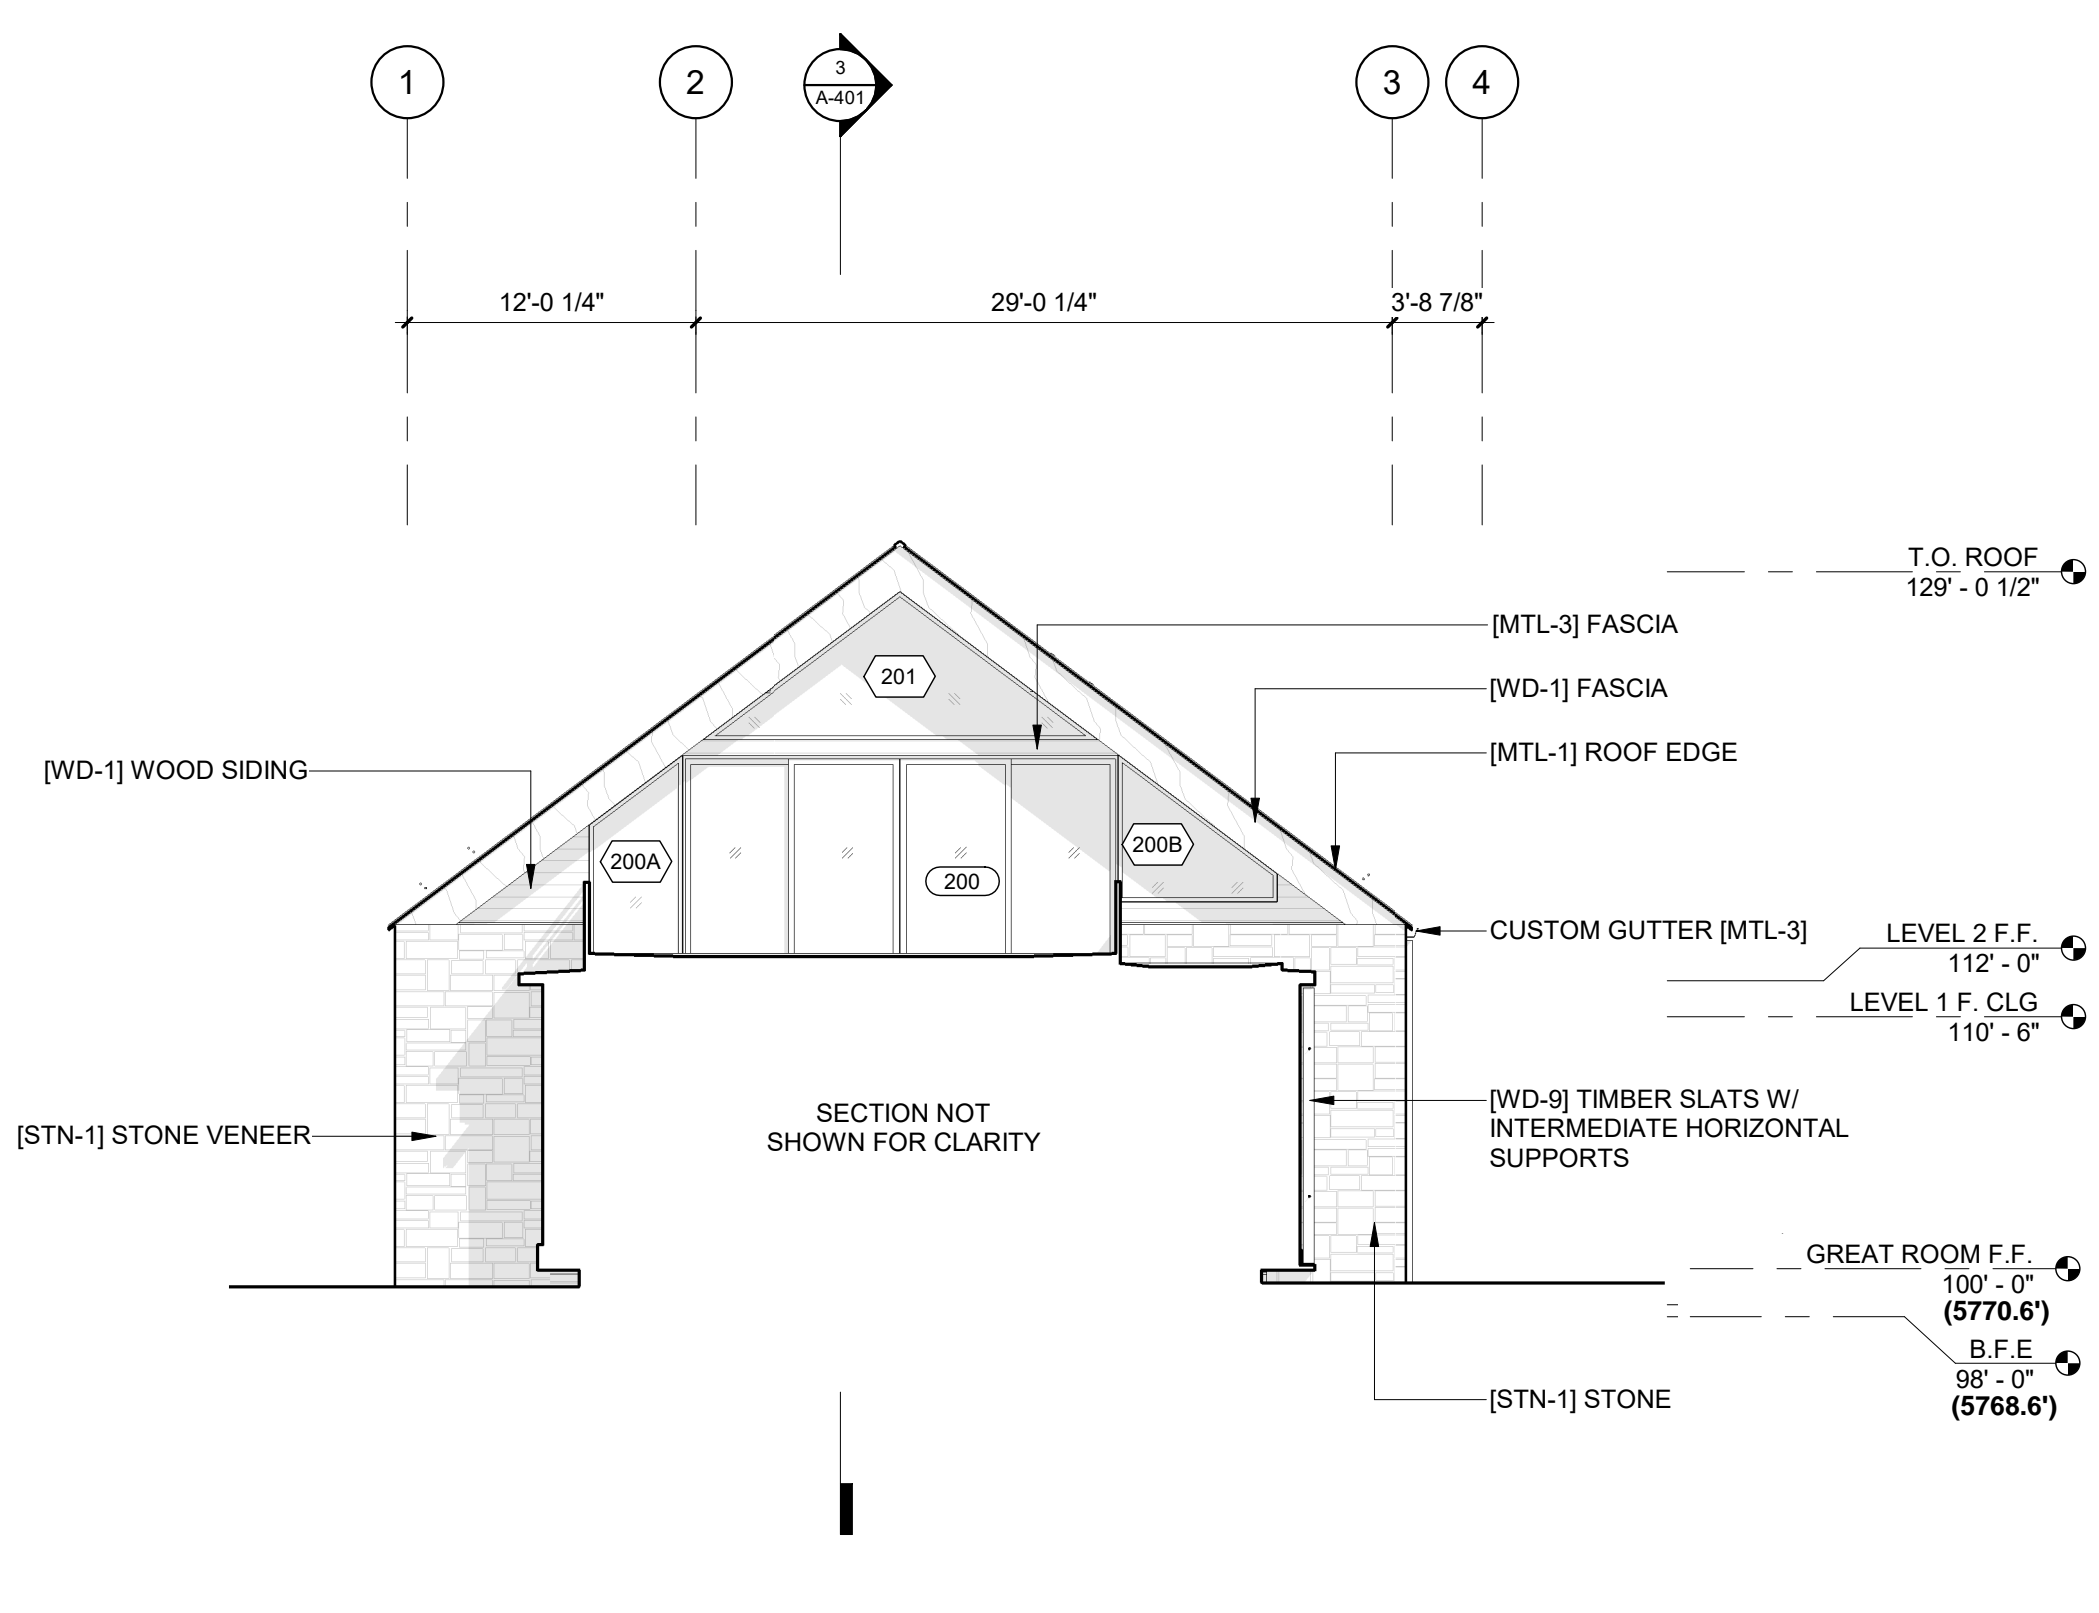 1
2
3
A-401
3
4
12'-0 1/4"
29'-0 1/4"
3'-8 7/8"
T.O. ROOF
129' - 0 1/2"
[MTL-3] FASCIA
201
[WD-1] FASCIA
[MTL-1] ROOF EDGE
[WD-1] WOOD SIDING
200A
200B
200
CUSTOM GUTTER [MTL-3]
LEVEL 2 F.F.
112' - 0"
LEVEL 1 F. CLG
110' - 6"
SECTION NOT
SHOWN FOR CLARITY
[WD-9] TIMBER SLATS W/
INTERMEDIATE HORIZONTAL
SUPPORTS
[STN-1] STONE VENEER
GREAT ROOM F.F.
100' - 0"
(5770.6')
B.F.E
98' - 0"
(5768.6')
[STN-1] STONE